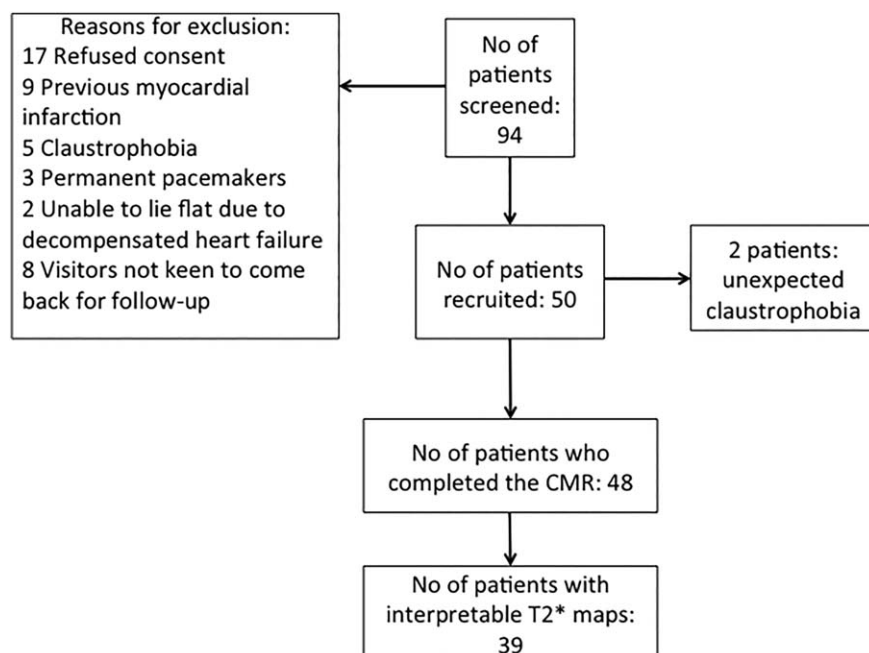 Reasons for exclusion:
17 Refused consent
9 Previous myocardial
infarction
5 Claustrophobia
3 Permanent pacemakers
2 Unable to lie flat due to
decompensated heart failure
8 Visitors not keen to come
back for follow-up
No of
patients
screened:
94
No of patients
recruited: 50
2 patients:
unexpected
claustrophobia
No of patients who
completed the CMR: 48
No of patients with
interpretable T2* maps:
39